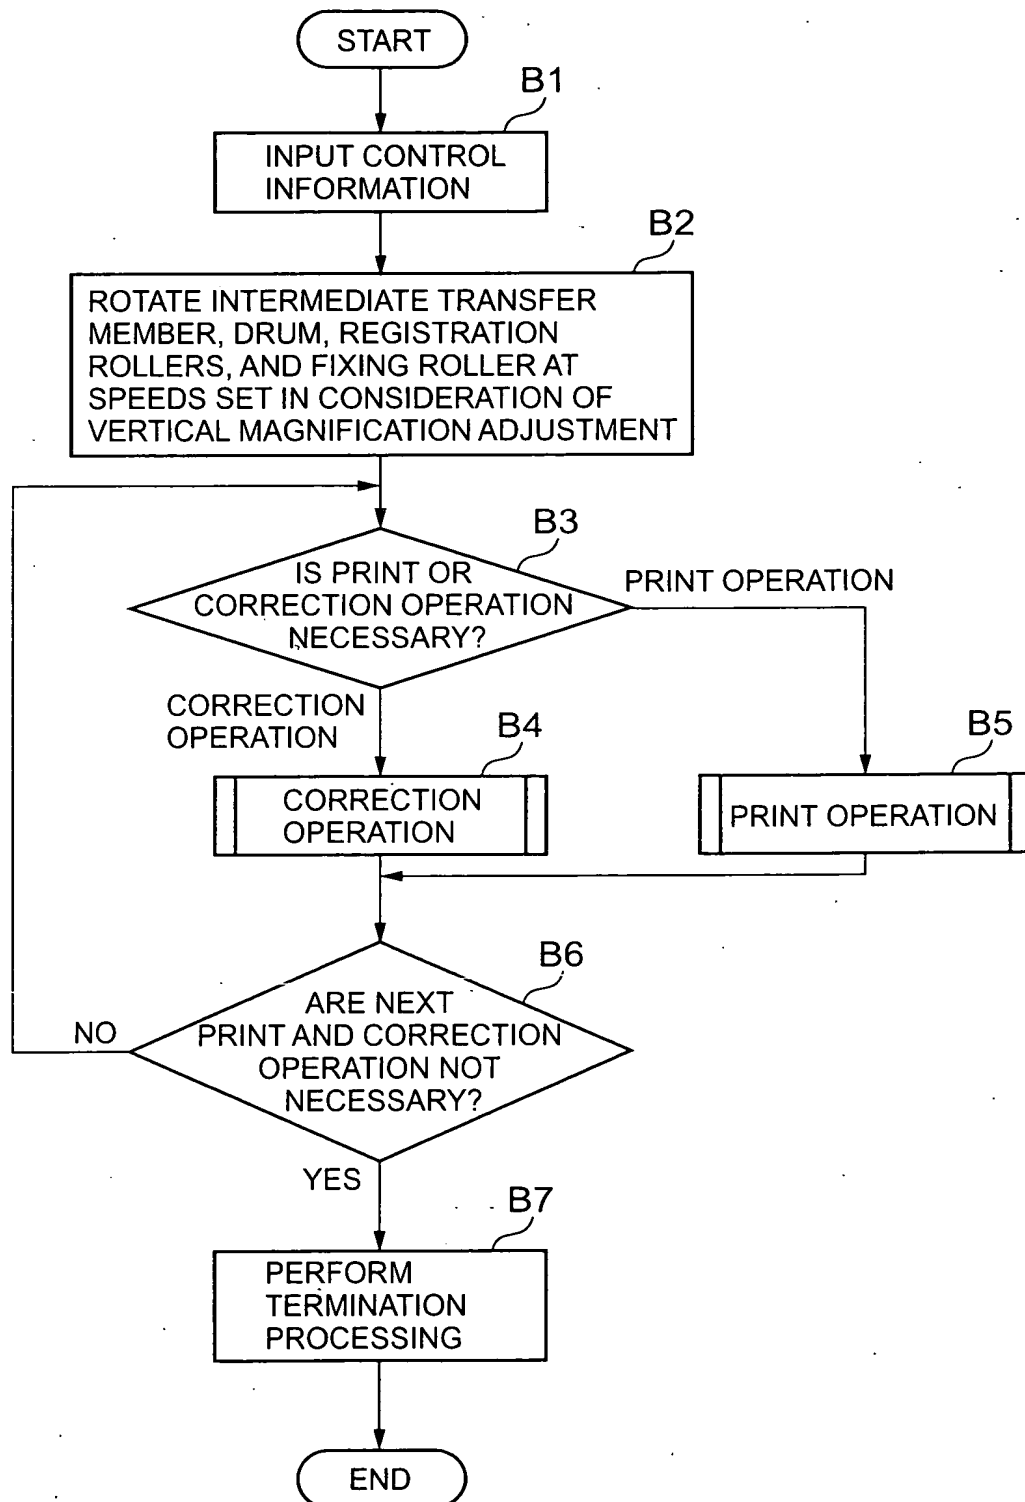 START
B1
INPUT CONTROL
INFORMATION
B2
ROTATE INTERMEDIATE TRANSFER
MEMBER, DRUM, REGISTRATION
ROLLERS, AND FIXING ROLLER AT
SPEEDS SET IN CONSIDERATION OF
VERTICAL MAGNIFICATION ADJUSTMENT
B3
IS PRINT OR
CORRECTION OPERATION
NECESSARY?
PRINT OPERATION
CORRECTION
OPERATION
B4
CORRECTION
OPERATION
B5
PRINT OPERATION
B6
ARE NEXT
PRINT AND CORRECTION
OPERATION NOT
NECESSARY?
NO
YES
B7
PERFORM
TERMINATION
PROCESSING
END